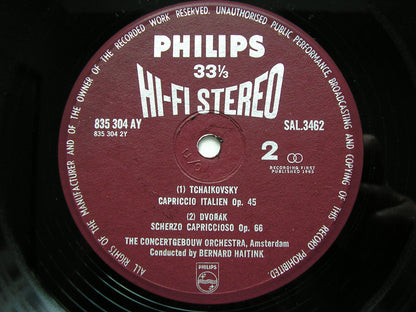 ALL RIGHTS OF THE MANUFACTURER AND OF THE OWNER OF THE RECORDED WORK RESERVED. UNAUTHORISED PUBLIC PERFORMANCE, BROADCASTING AND COPYING OF THIS RECORD PROHIBITED.
PHILIPS
33⅓
HI-FI STEREO
835 304 AY
835 304 2Y
SAL.3462
2
RECORDING FIRST
PUBLISHED 1965
(1) TCHAIKOVSKY
CAPRICCIO ITALIEN Op. 45
(2) DVOŘÁK
SCHERZO CAPRICCIOSO Op. 66
THE CONCERTGEBOUW ORCHESTRA, Amsterdam
Conducted by BERNARD HAITINK
PHILIPS